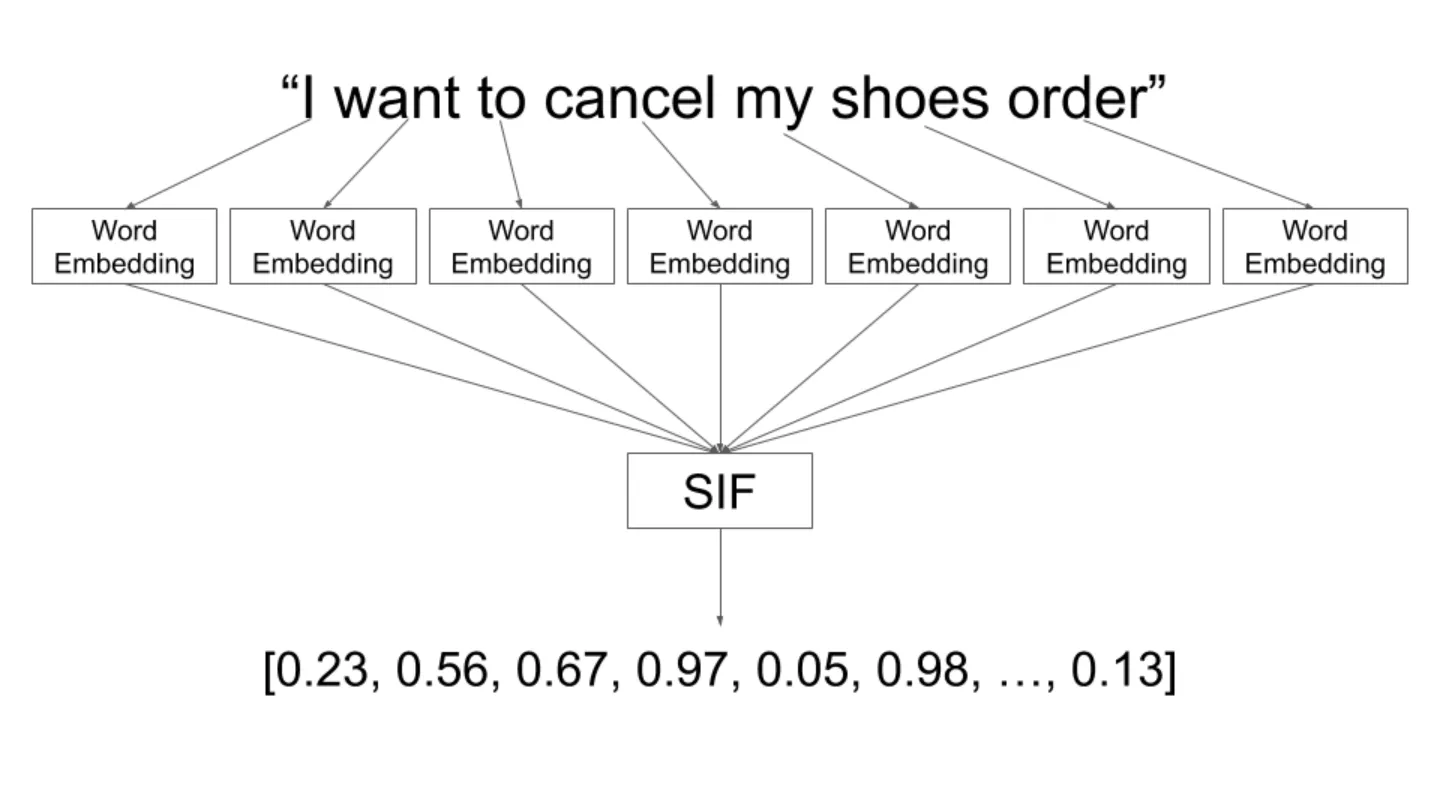 “I want to cancel my shoes order”
Word
Embedding
Word
Embedding
Word
Embedding
Word
Embedding
Word
Embedding
Word
Embedding
Word
Embedding
SIF
[0.23, 0.56, 0.67, 0.97, 0.05, 0.98, …, 0.13]